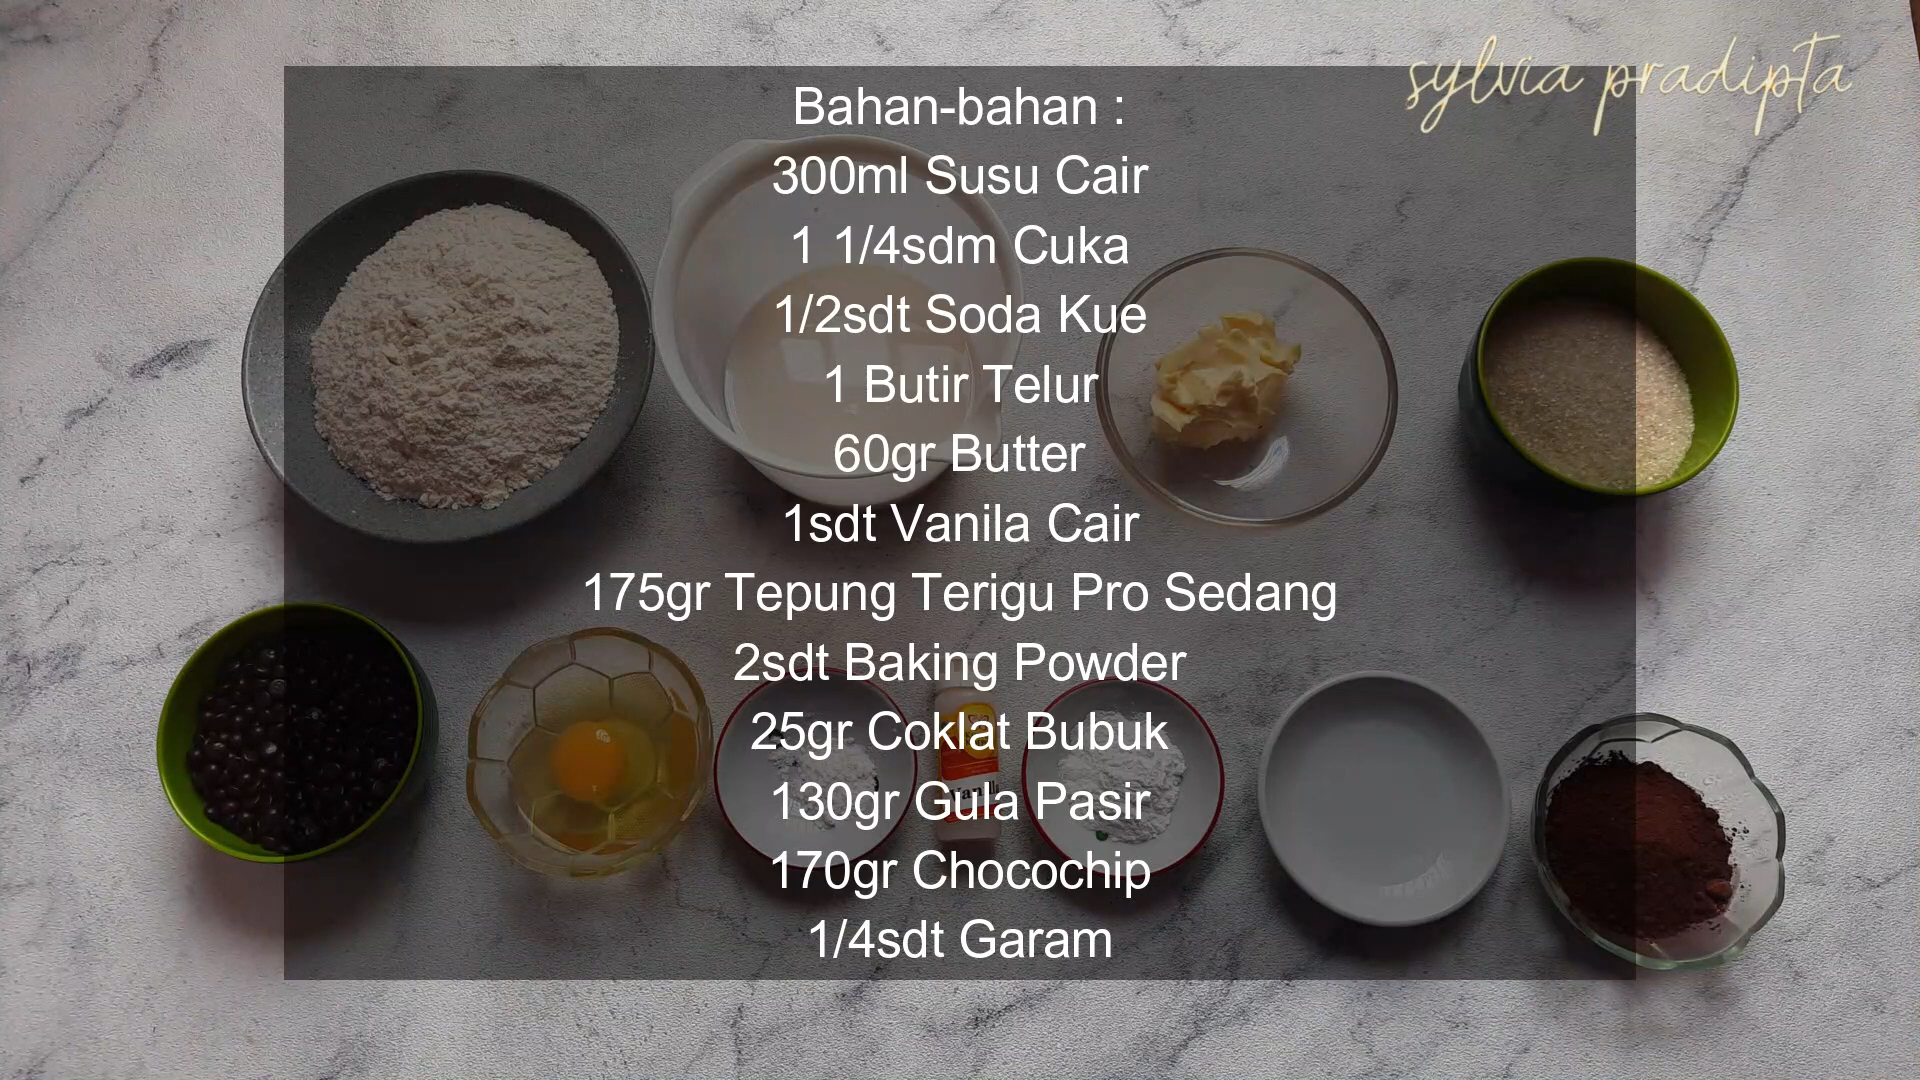 sylvia pradipta
Bahan-bahan :
300ml Susu Cair
1 1/4sdm Cuka
1/2sdt Soda Kue
1 Butir Telur
60gr Butter
1sdt Vanila Cair
175gr Tepung Terigu Pro Sedang
2sdt Baking Powder
25gr Coklat Bubuk
130gr Gula Pasir
170gr Chocochip
1/4sdt Garam